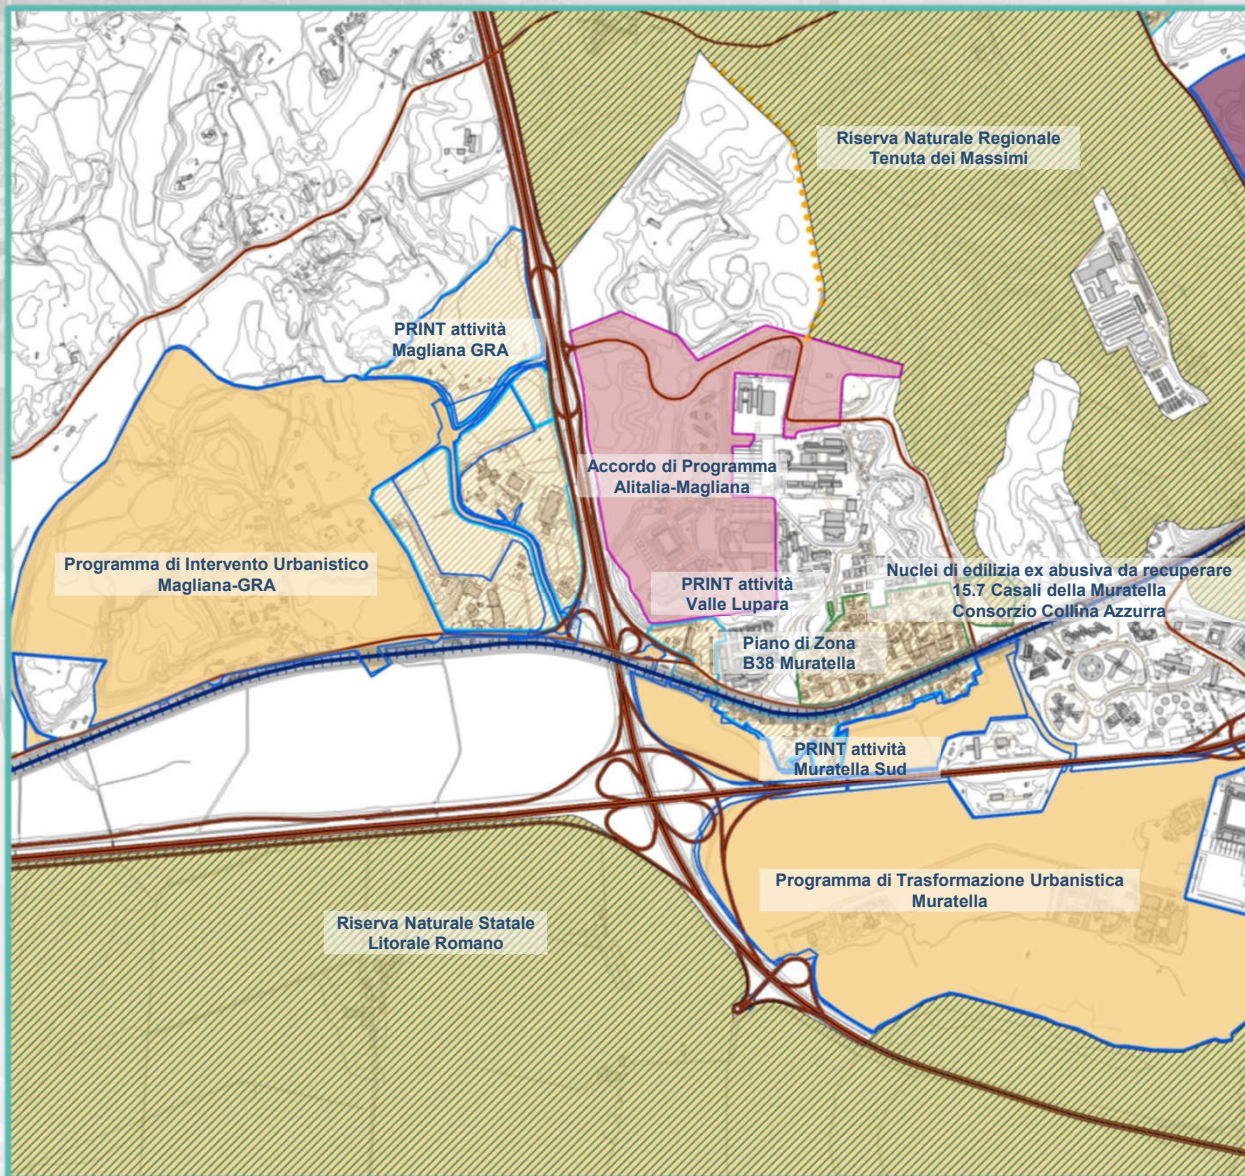 Riserva Naturale Regionale
Tenuta dei Massimi
PRINT attività
Magliana GRA
Accordo di Programma
Alitalia-Magliana
Programma di Intervento Urbanistico
Magliana-GRA
PRINT attività
Valle Lupara
Nuclei di edilizia ex abusiva da recuperare
15.7 Casali della Muratella
Consorzio Collina Azzurra
Piano di Zona
B38 Muratella
PRINT attività
Muratella Sud
Programma di Trasformazione Urbanistica
Muratella
Riserva Naturale Statale
Litorale Romano